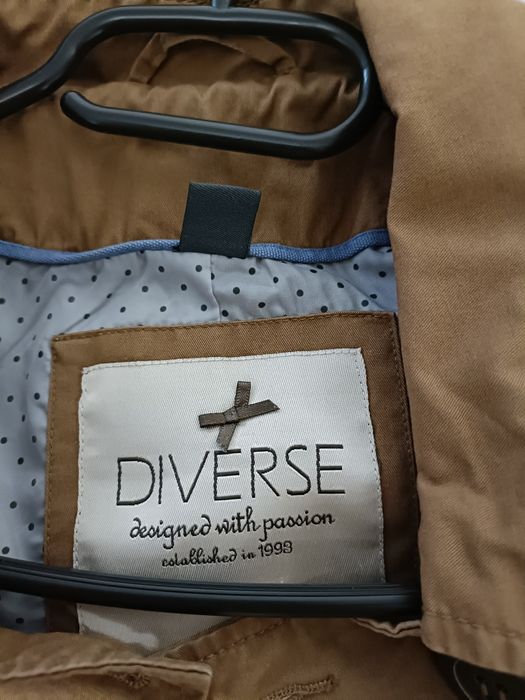 DIVERSE
designed with passion
established in 1993